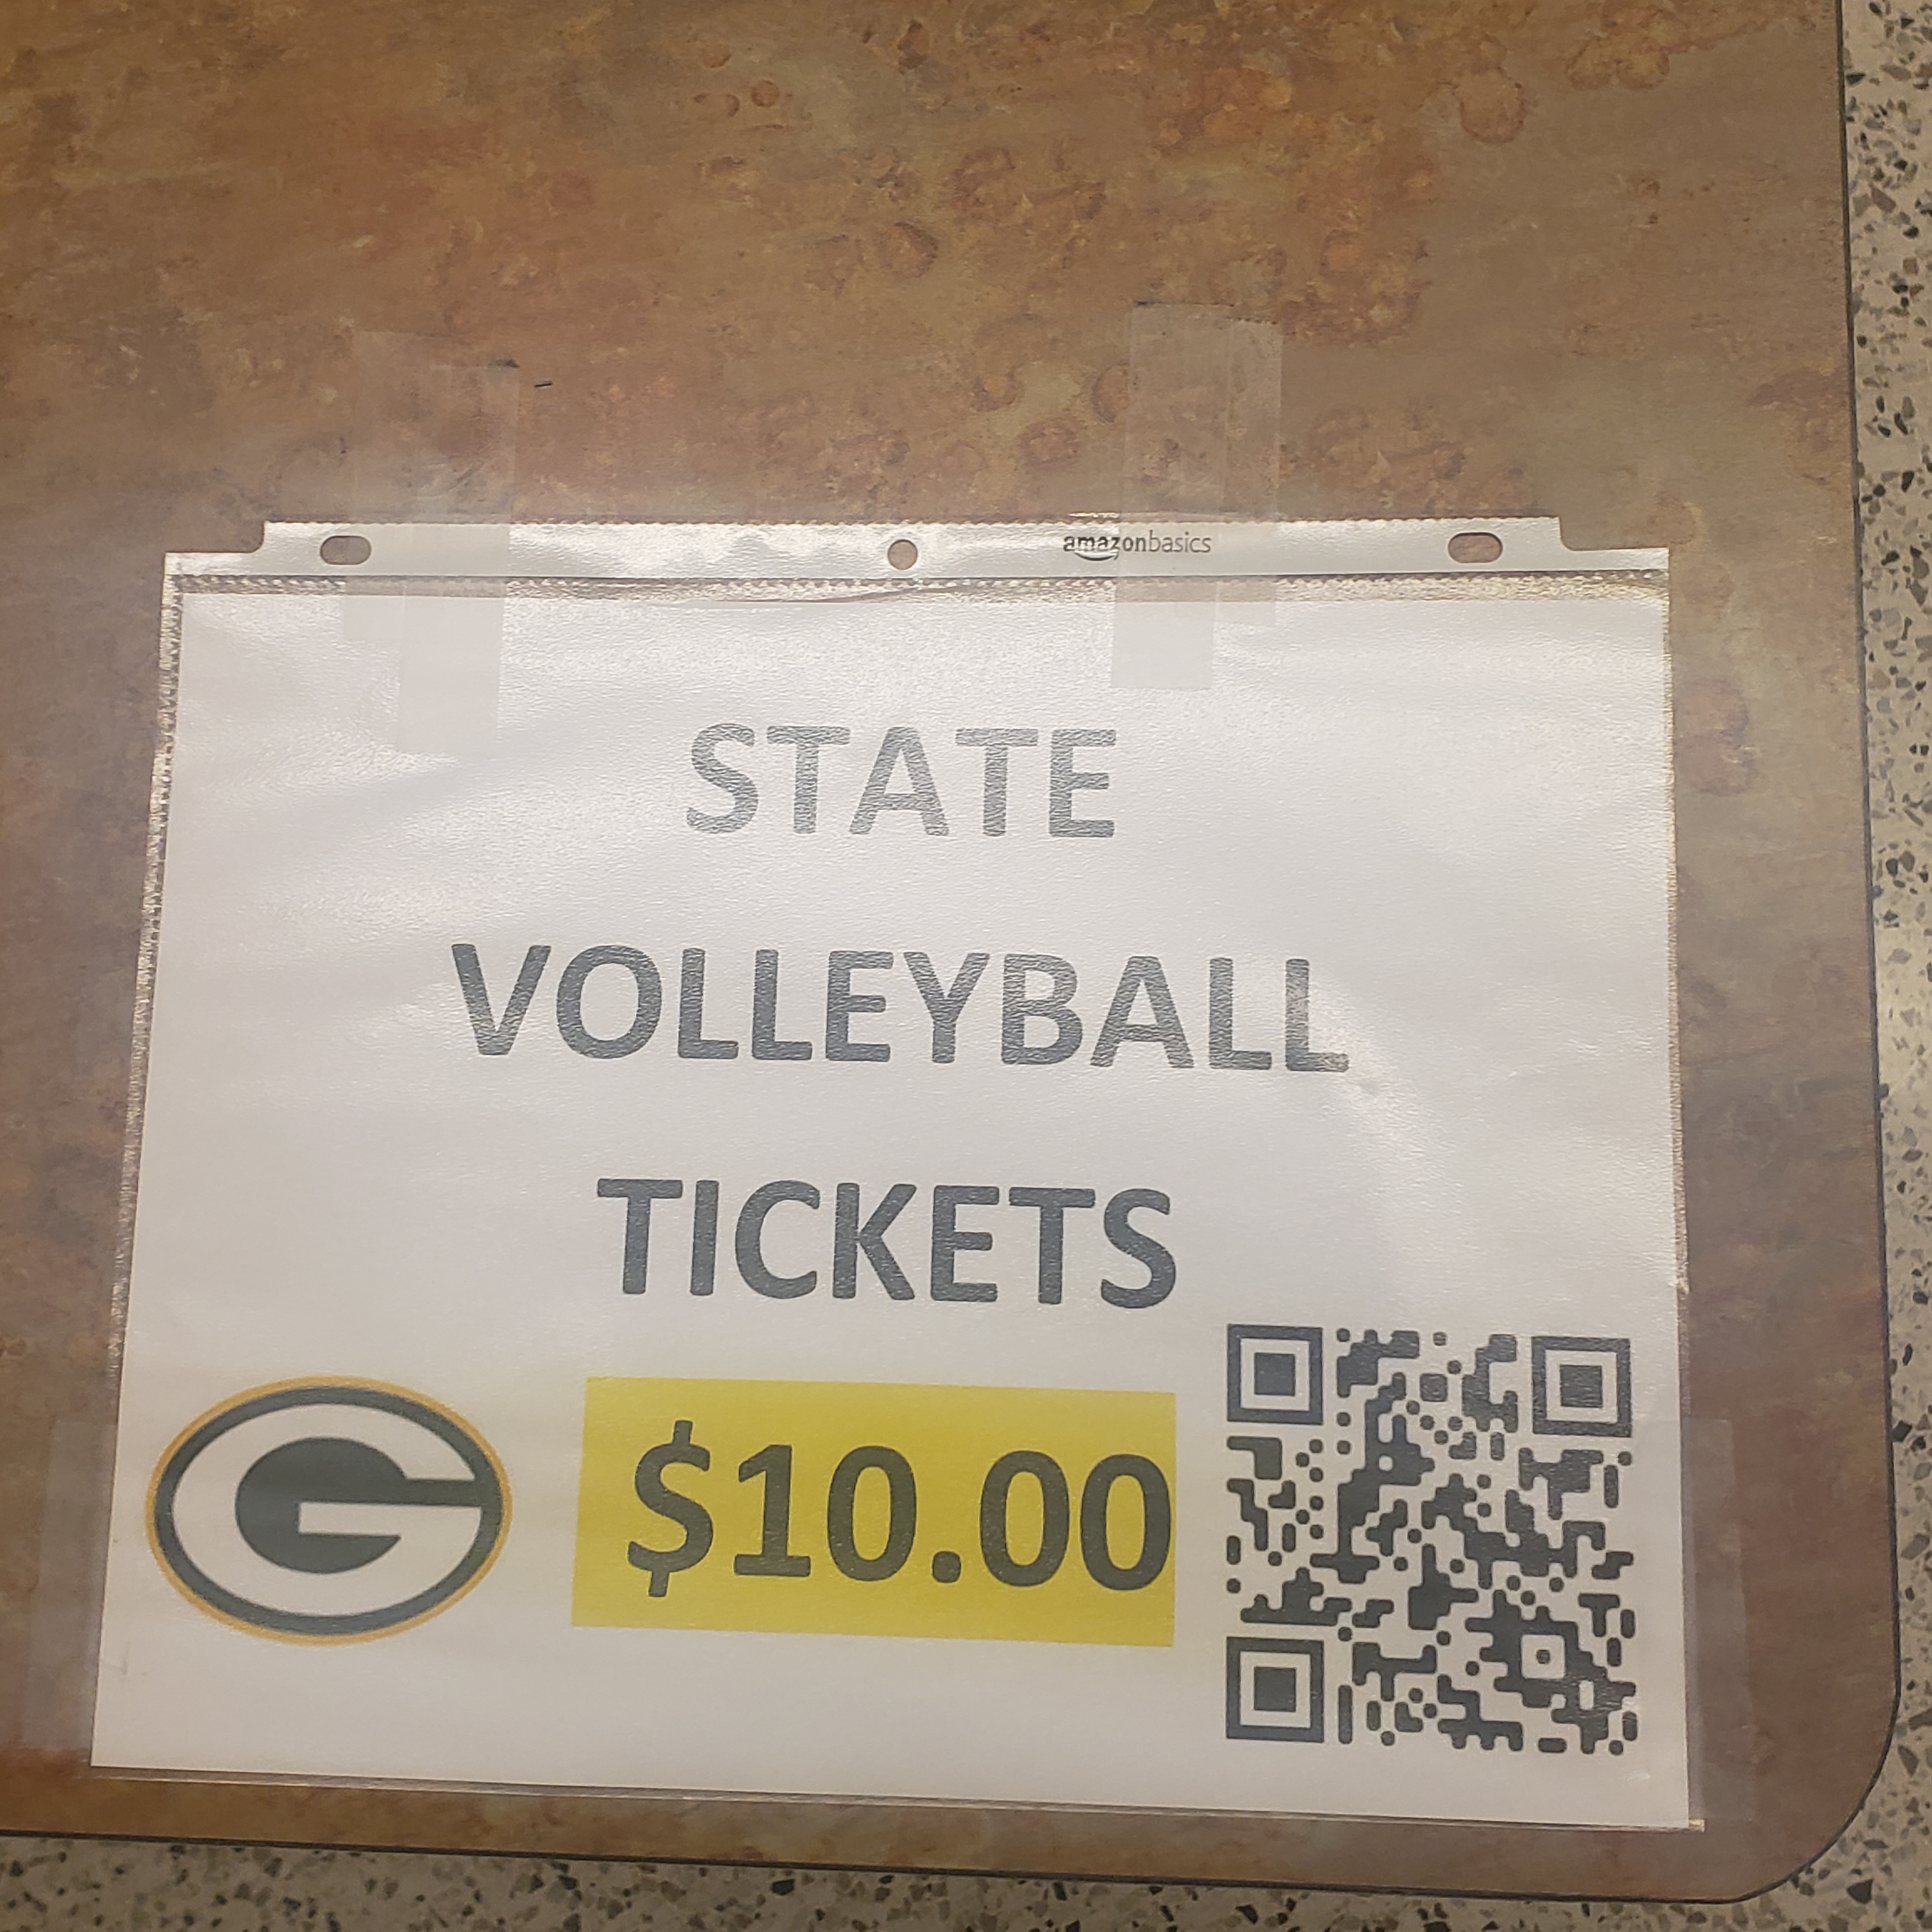 amazonbasics
STATE
VOLLEYBALL
TICKETS
G
$10.00